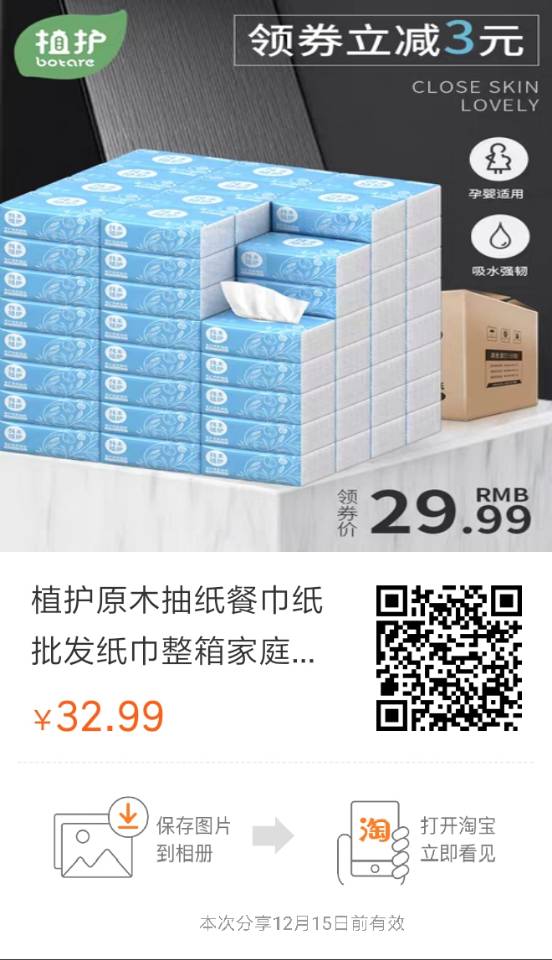 植护
botare
领券立减3元
CLOSE SKIN
LOVELY
孕婴适用
吸水强韧
领券价
29.99
RMB
植护原木抽纸餐巾纸
批发纸巾整箱家庭...
¥32.99
保存图片
到相册
淘
打开淘宝
立即看见
本次分享12月15日前有效